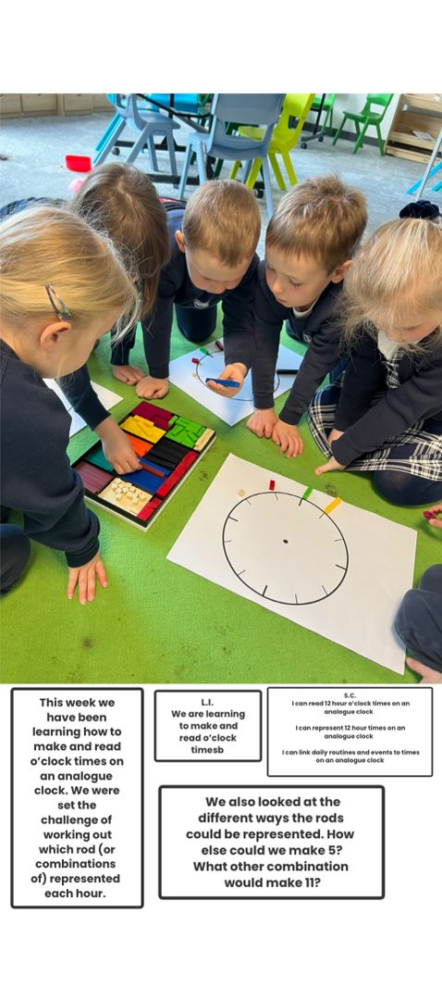 This week we
have been
learning how to
make and read
o'clock times on
an analogue
clock. We were
set the
challenge of
working out
which rod (or
combinations
of) represented
each hour.
L.I.
We are learning
to make and
read o'clock
timesb
S.C.
I can read 12 hour o'clock times on an
analogue clock
I can represent 12 hour times on an
analogue clock
I can link daily routines and events to times
on an analogue clock
We also looked at the
different ways the rods
could be represented. How
else could we make 5?
What other combination
would make 11?